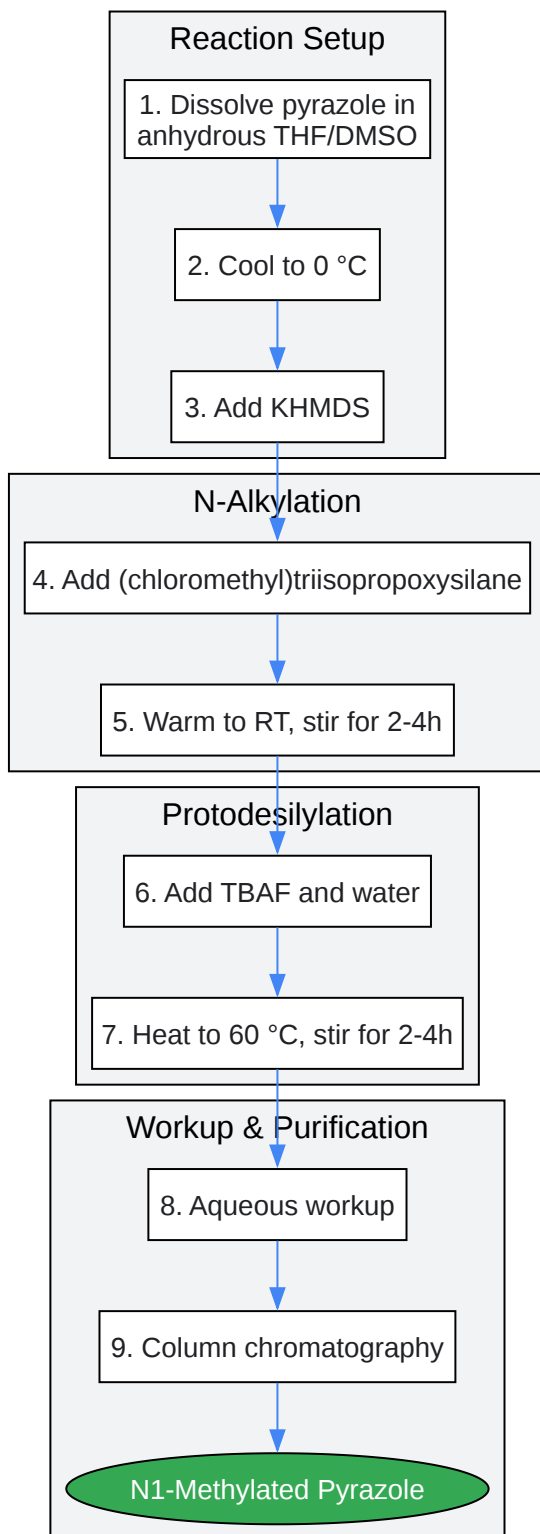 Reaction Setup
1. Dissolve pyrazole in
anhydrous THF/DMSO
2. Cool to 0 °C
3. Add KHMDS
N-Alkylation
4. Add (chloromethyl)triisopropoxysilane
5. Warm to RT, stir for 2-4h
Protodesilylation
6. Add TBAF and water
7. Heat to 60 °C, stir for 2-4h
Workup & Purification
8. Aqueous workup
9. Column chromatography
N1-Methylated Pyrazole